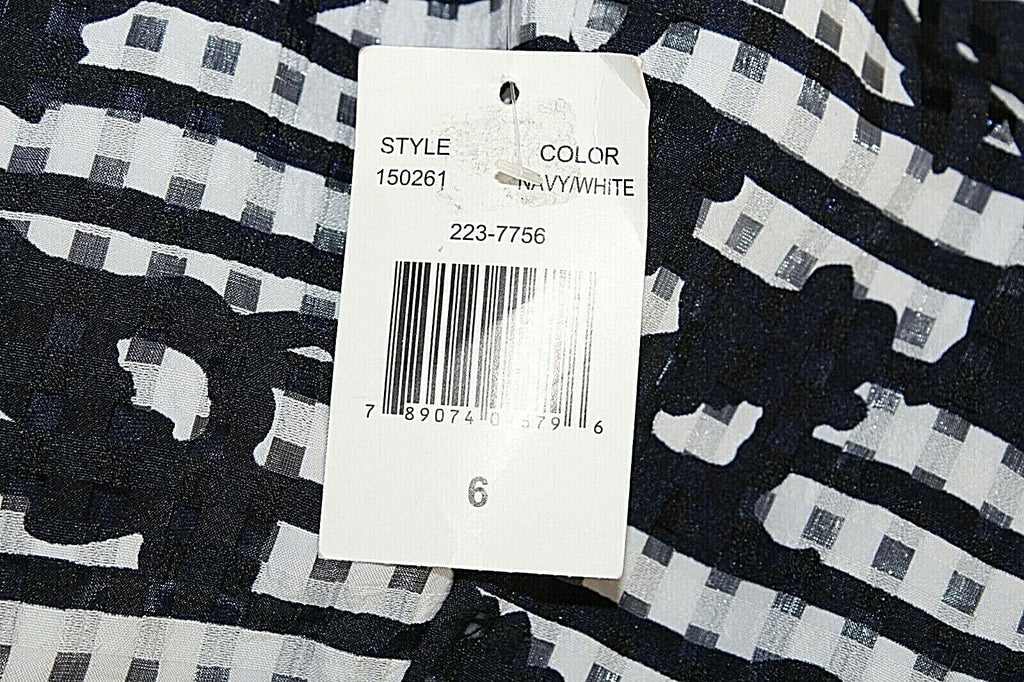 STYLE COLOR
150261 NAVY/WHITE
223-7756
7 89074 6
6